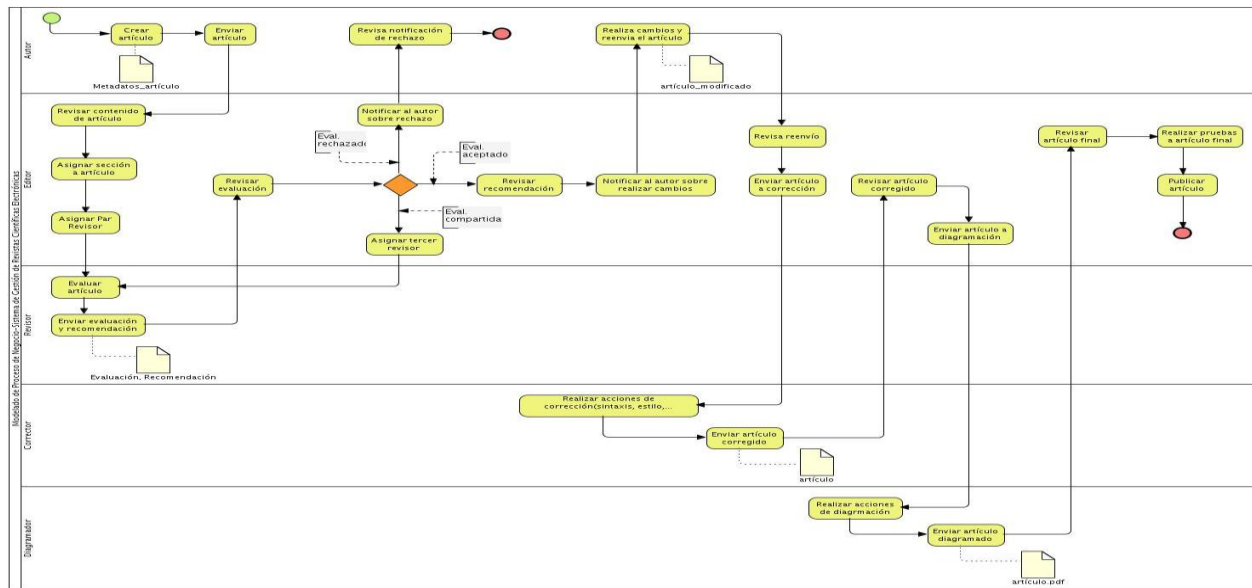 Modelado de Proceso de Negocio-Sistema de Gestión de Revistas Científicas Electrónicas
Autor
Crear
artículo
Enviar
artículo
Metadatos_artículo
Revisa notificación
de rechazo
Realiza cambios y
reenvia el artículo
artículo_modificado
Editor
Revisar contenido
de artículo
Asignar sección
a artículo
Asignar Par
Revisor
Revisar
evaluación
Notificar al autor
sobre rechazo
Eval.
rechazado
Eval.
aceptado
Eval.
compartida
Asignar tercer
revisor
Revisar
recomendación
Notificar al autor sobre
realizar cambios
Revisa reenvío
Enviar artículo
a corrección
Revisar artículo
corregido
Enviar artículo a
diagramación
Revisar
artículo final
Realizar pruebas
a artículo final
Publicar
artículo
Revisor
Evaluar
artículo
Enviar evaluación
y recomendación
Evaluación, Recomendación
Corrector
Realizar acciones de
corrección(sintaxis, estilo,...
Enviar artículo
corregido
artículo
Diagramador
Realizar acciones
de diagrmación
Enviar artículo
diagramado
artículo.pdf